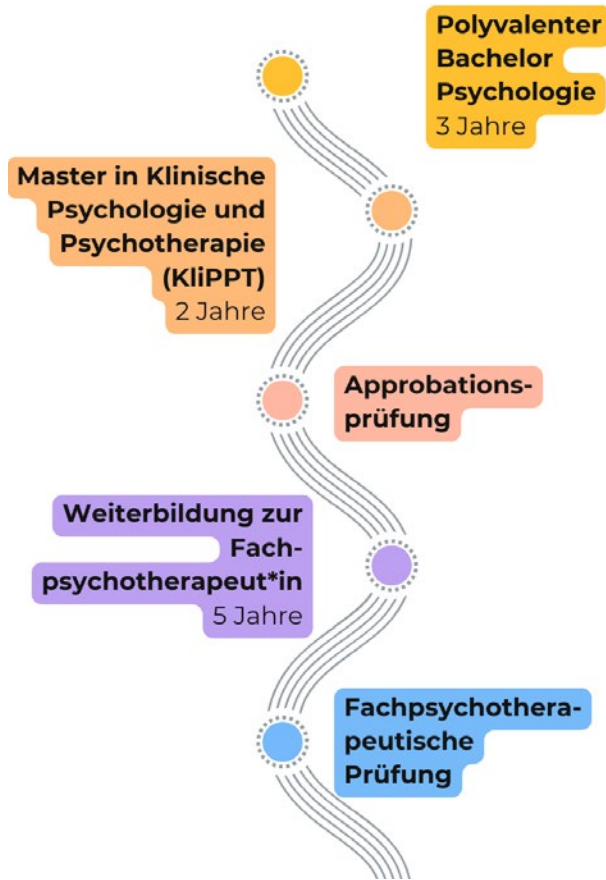 Polyvalenter
Bachelor
Psychologie
3 Jahre
Master in Klinische
Psychologie und
Psychotherapie
(KliPPT)
2 Jahre
Approbations-
prüfung
Weiterbildung zur
Fach-
psychotherapeut*in
5 Jahre
Fachpsychothera-
peutische
Prüfung